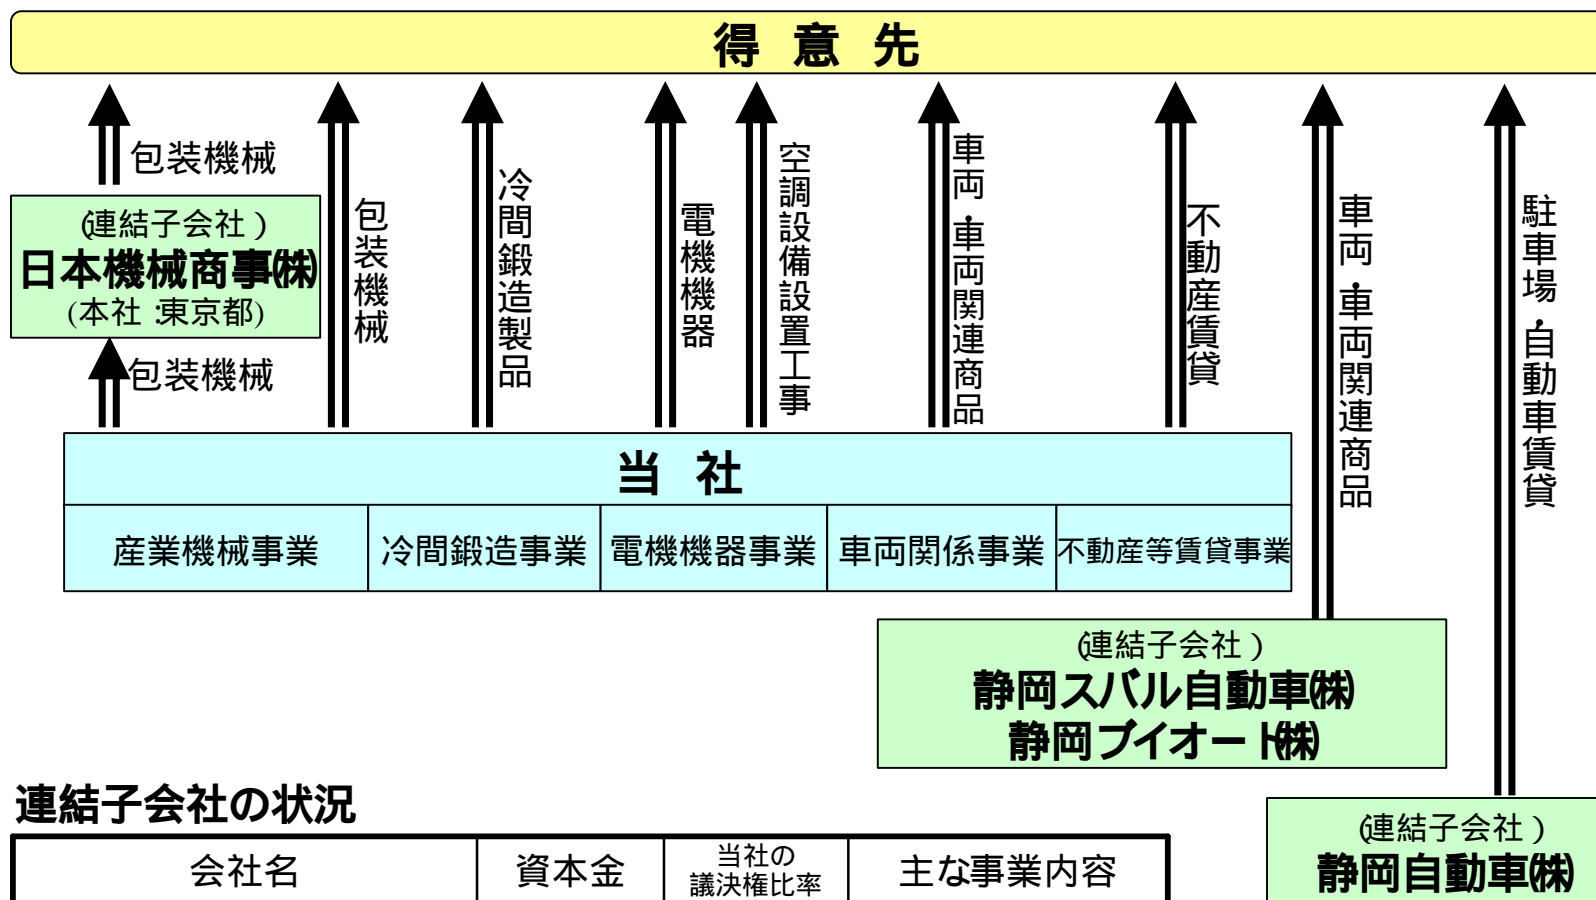 得 意 先
包装機械
(連結子会社)
日本機械商事㈱
(本社:東京都)
包装機械
包装機械
冷間鍛造製品
電機機器
空調設備設置工事
車両・車両関連商品
不動産賃貸
車両・車両関連商品
駐車場・自動車賃貸
当 社
産業機械事業 冷間鍛造事業 電機機器事業 車両関係事業 不動産等賃貸事業
(連結子会社)
静岡スバル自動車㈱
静岡ブイオート㈱
(連結子会社)
静岡自動車㈱
連結子会社の状況
会社名 資本金 当社の 主な事業内容
議決権比率